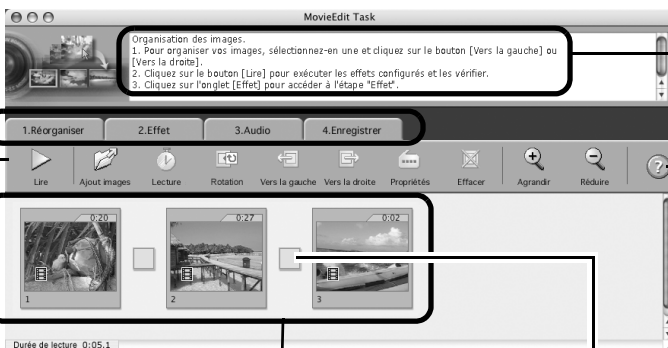 MovieEdit Task
Organisation des images.
1. Pour organiser vos images, sélectionnez-en une et cliquez sur le bouton [Vers la gauche] ou
[Vers la droite].
2. Cliquez sur le bouton [Lire] pour exécuter les effets configurés et les vérifier.
3. Cliquez sur l'onglet [Effet] pour accéder à l'étape "Effet".
1.Réorganiser 2.Effet 3.Audio 4.Enregistrer
Lire Ajout images Lecture Rotation Vers la gauche Vers la droite Propriétés Effacer Agrandir Réduire ?
0:20 0:27 0:02
1 2 3
Durée de lecture 0:05.1